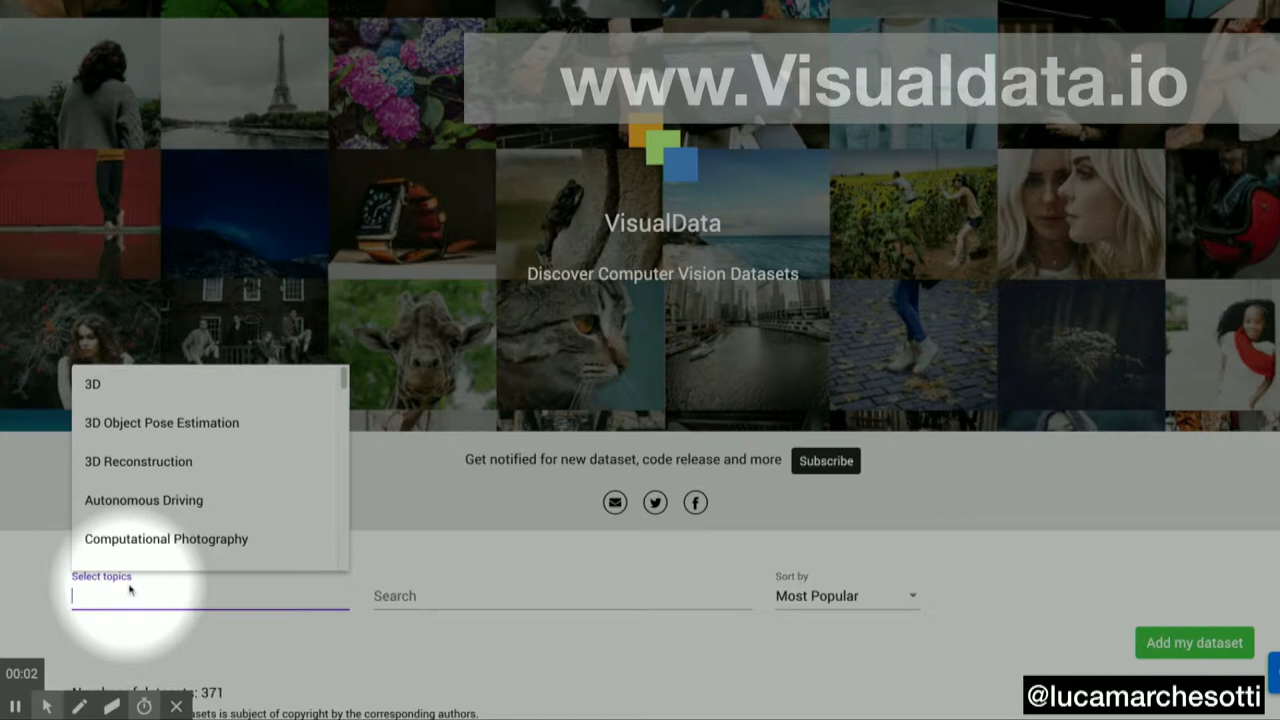 www.Visualdata.io
VisualData
Discover Computer Vision Datasets
3D
3D Object Pose Estimation
3D Reconstruction
Autonomous Driving
Computational Photography
Get notified for new dataset, code release and more
Subscribe
Select topics
Search
Sort by
Most Popular
Add my dataset
00:02
: 371
asets is subject of copyright by the corresponding authors.
@lucamarchesotti